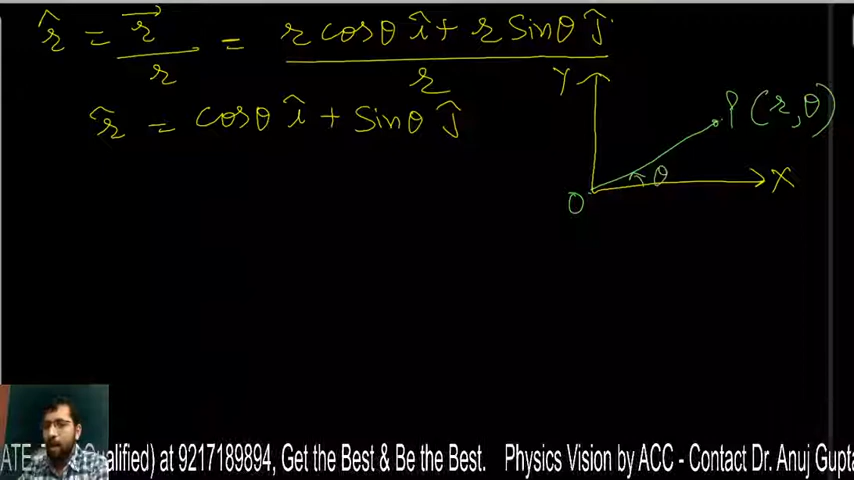 r̂ = r⃗ / r = r cosθ î + r Sinθ ĵ / r
r̂ = cosθ î + Sinθ ĵ
Y
P (r, θ)
θ
X
O
ATE alified) at 9217189894, Get the Best & Be the Best. Physics Vision by ACC - Contact Dr. Anuj Gupta